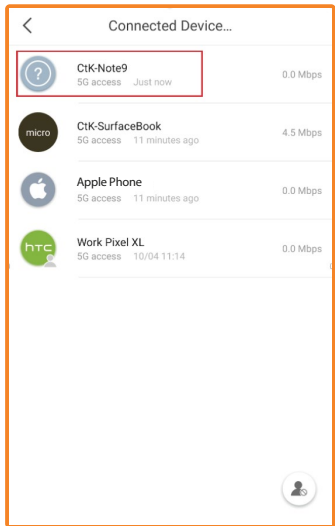 Connected Device...
CtK-Note9
5G access Just now
0.0 Mbps
micro
CtK-SurfaceBook
5G access 11 minutes ago
4.5 Mbps
Apple Phone
5G access 11 minutes ago
0.0 Mbps
hTC
Work Pixel XL
5G access 10/04 11:14
0.0 Mbps